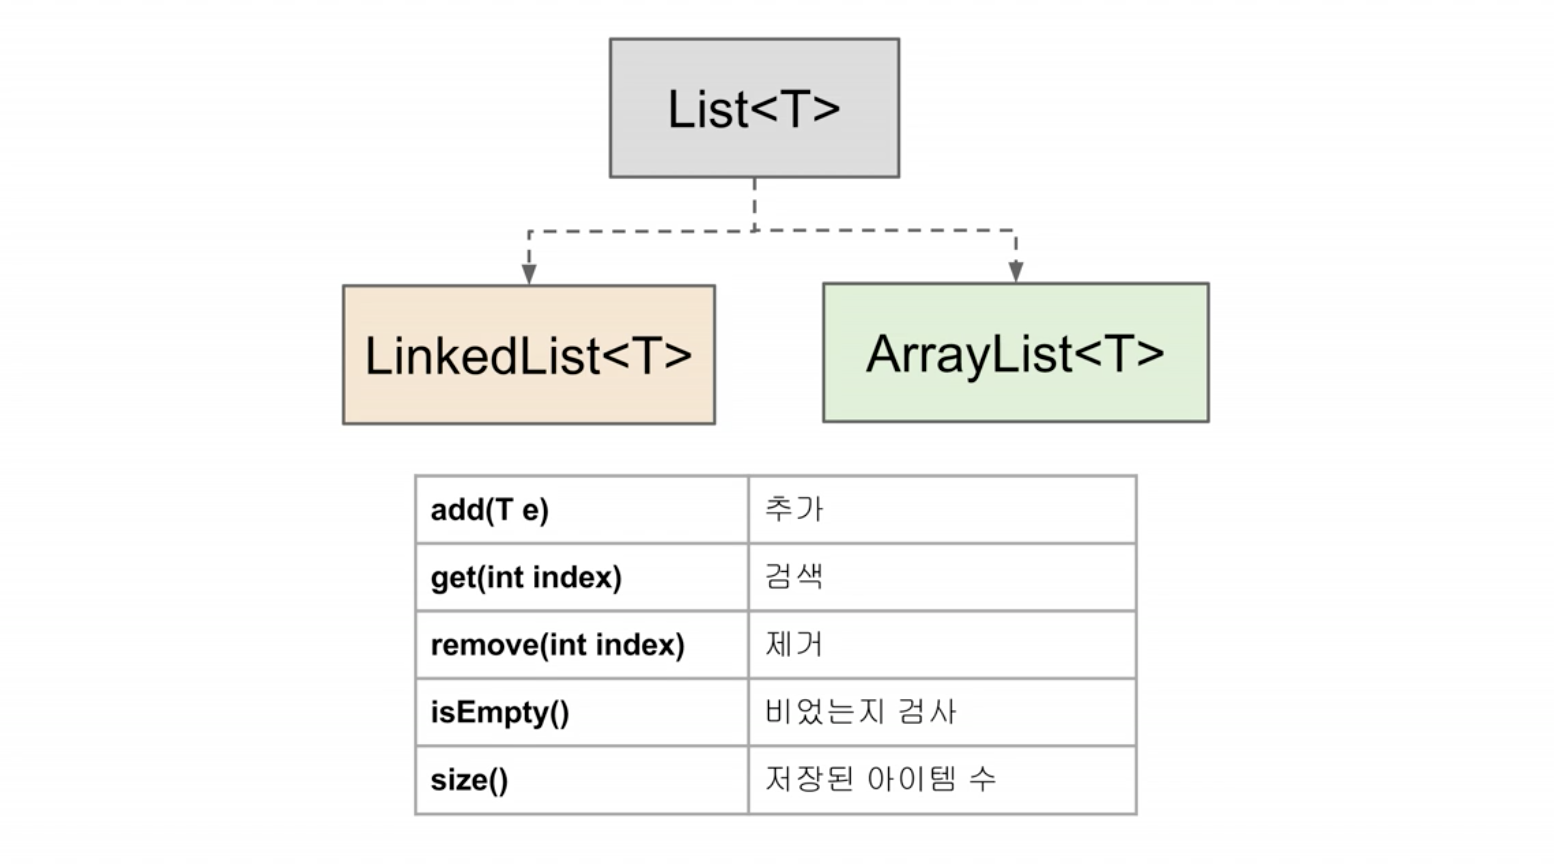 List<T>
LinkedList<T>
ArrayList<T>
add(T e) 추가
get(int index) 검색
remove(int index) 제거
isEmpty() 비었는지 검사
size() 저장된 아이템 수